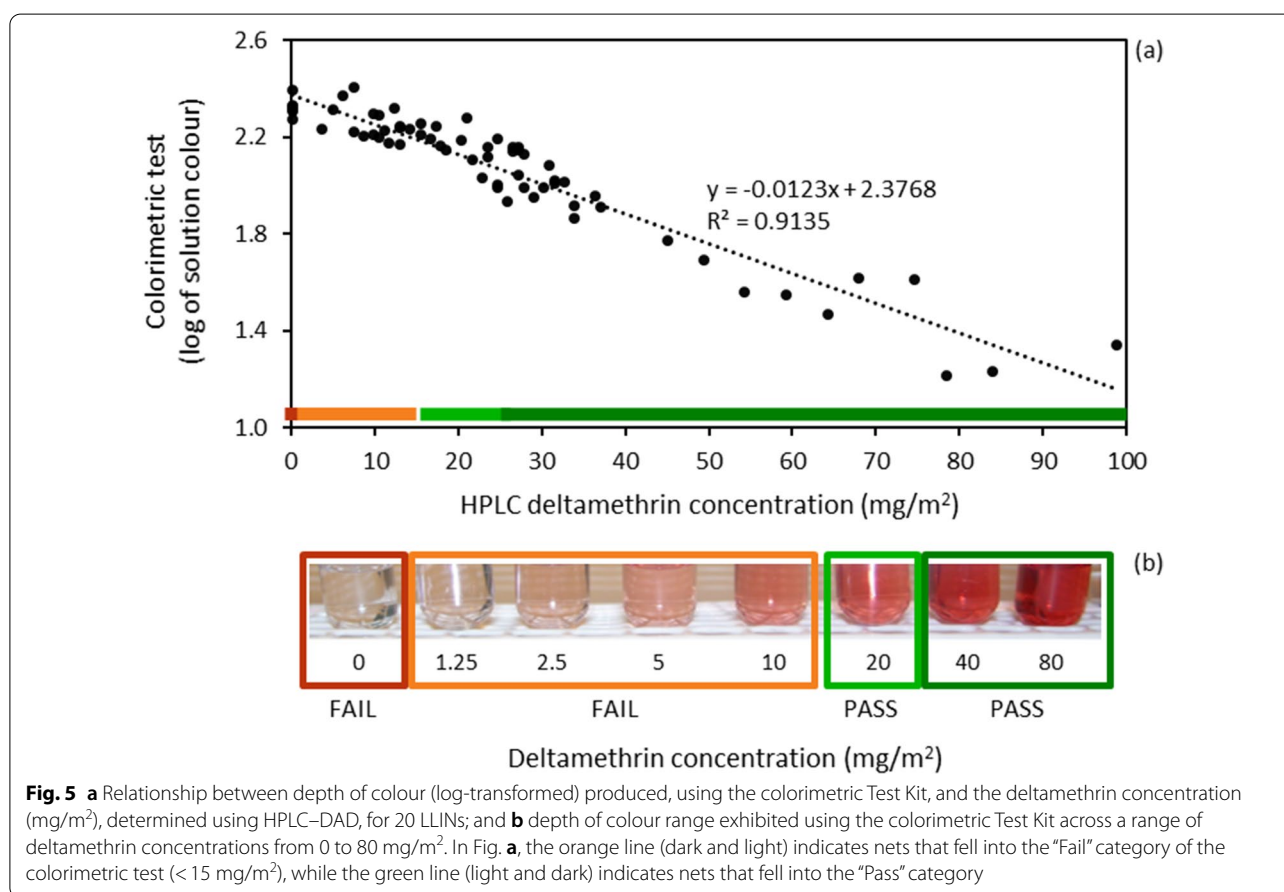 (a)
2.6
2.2
1.8
1.4
1.0
Colorimetric test
(log of solution colour)
y = -0.0123x + 2.3768
R² = 0.9135
0 10 20 30 40 50 60 70 80 90 100
HPLC deltamethrin concentration (mg/m²)
(b)
0 1.25 2.5 5 10 20 40 80
FAIL FAIL PASS PASS
Deltamethrin concentration (mg/m²)
Fig. 5 a Relationship between depth of colour (log-transformed) produced, using the colorimetric Test Kit, and the deltamethrin concentration
(mg/m²), determined using HPLC–DAD, for 20 LLINs; and b depth of colour range exhibited using the colorimetric Test Kit across a range of
deltamethrin concentrations from 0 to 80 mg/m². In Fig. a, the orange line (dark and light) indicates nets that fell into the “Fail” category of the
colorimetric test (< 15 mg/m²), while the green line (light and dark) indicates nets that fell into the “Pass” category